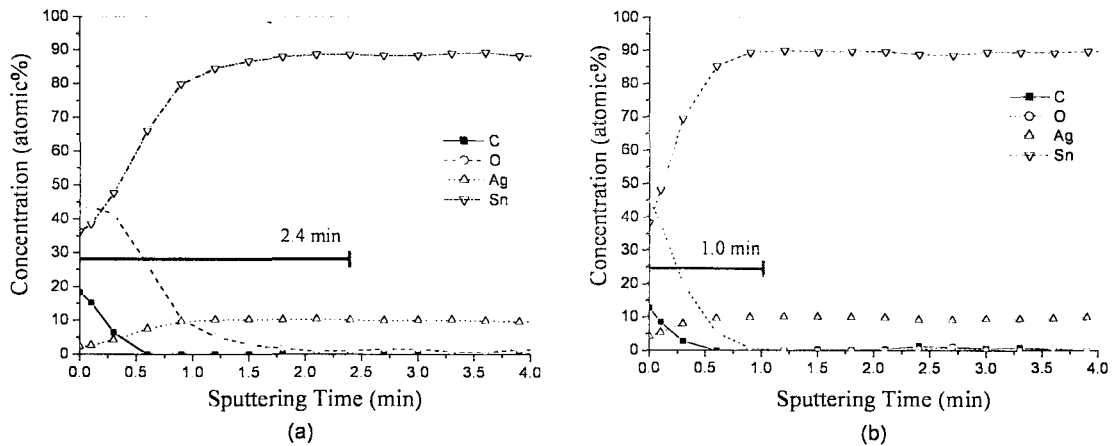 100
90
80
70
60
50
40
30
20
10
0
Concentration (atomic%)
C
O
Ag
Sn
2.4 min
0.0 0.5 1.0 1.5 2.0 2.5 3.0 3.5 4.0
Sputtering Time (min)
(a)
100
90
80
70
60
50
40
30
20
10
0
Concentration (atomic%)
C
O
Ag
Sn
1.0 min
0.0 0.5 1.0 1.5 2.0 2.5 3.0 3.5 4.0
Sputtering Time (min)
(b)